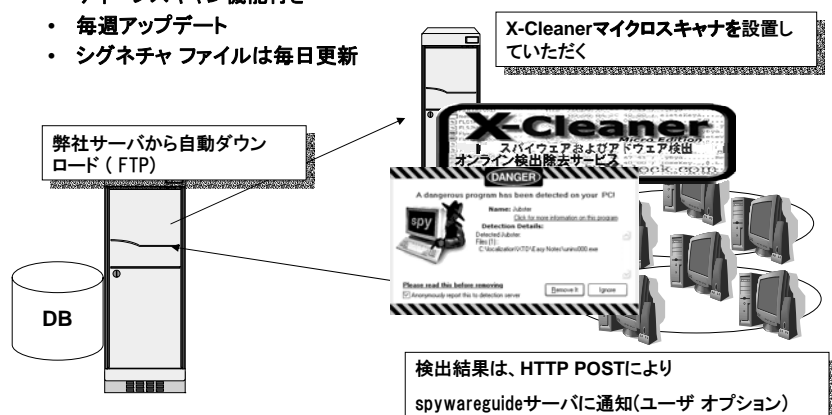 • 毎週アップデート
• シグネチャ ファイルは毎日更新
X-Cleanerマイクロスキャナを設置し
ていただく
弊社サーバから自動ダウン
ロード ( FTP)
X-Cleaner
Micro Edition
スパイウェアおよびアドウェア検出
オンライン検出除去サービス
ock.com
DANGER
A dangerous program has been detected on your PC!
Name: Jubster
Click for more information on this program
Detection Details:
Detected Jubster:
Files (1):
spy
Please read this before removing
Anonymously report this to detection server
Remove It
Ignore
DB
検出結果は、HTTP POSTにより
spywareguideサーバに通知(ユーザ オプション)